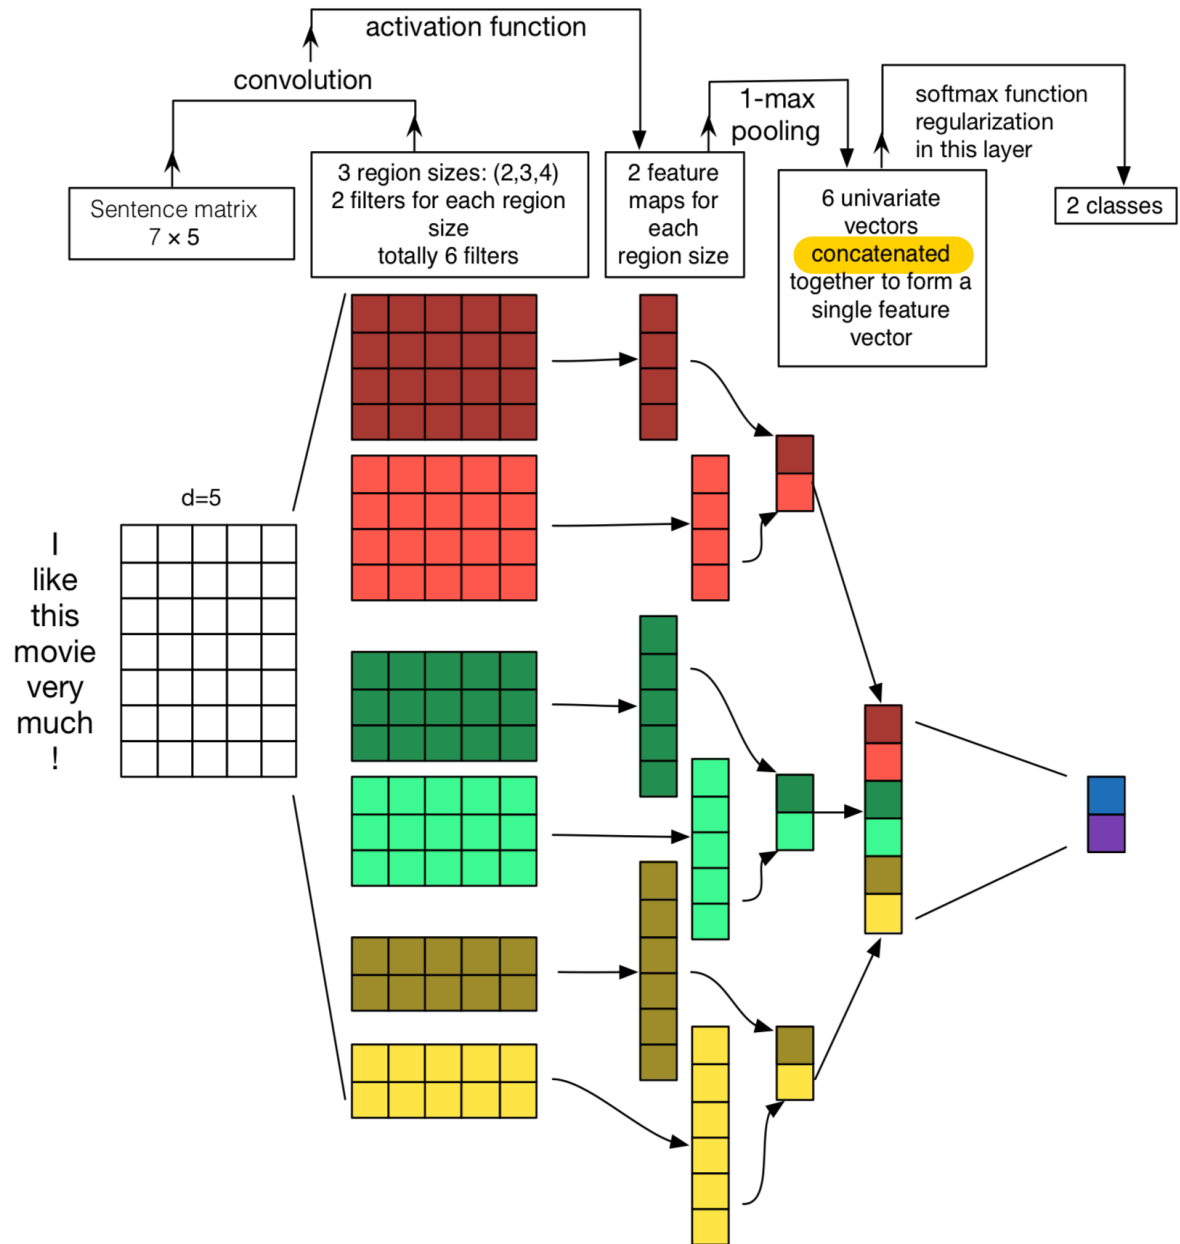 activation function
convolution
1-max
pooling
softmax function
regularization
in this layer
Sentence matrix
7 × 5
3 region sizes: (2,3,4)
2 filters for each region
size
totally 6 filters
2 feature
maps for
each
region size
6 univariate
vectors
concatenated
together to form a
single feature
vector
2 classes
d=5
I
like
this
movie
very
much
!